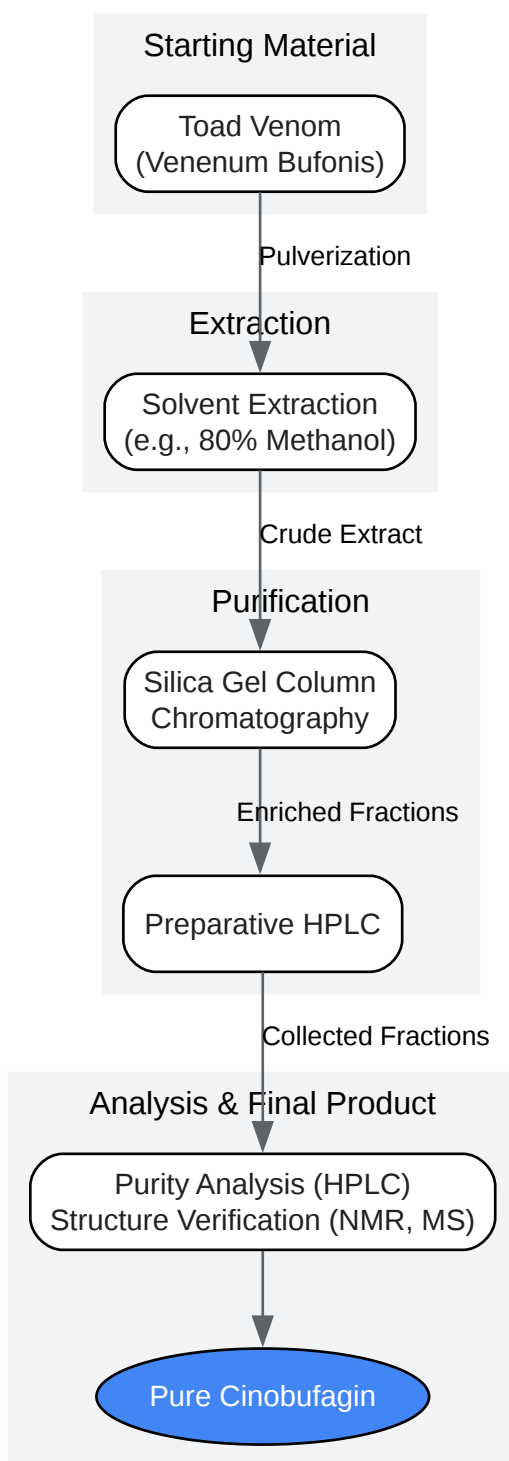 Starting Material
Toad Venom
(Venenum Bufonis)
Pulverization
Extraction
Solvent Extraction
(e.g., 80% Methanol)
Crude Extract
Purification
Silica Gel Column
Chromatography
Enriched Fractions
Preparative HPLC
Collected Fractions
Analysis & Final Product
Purity Analysis (HPLC)
Structure Verification (NMR, MS)
Pure Cinobufagin